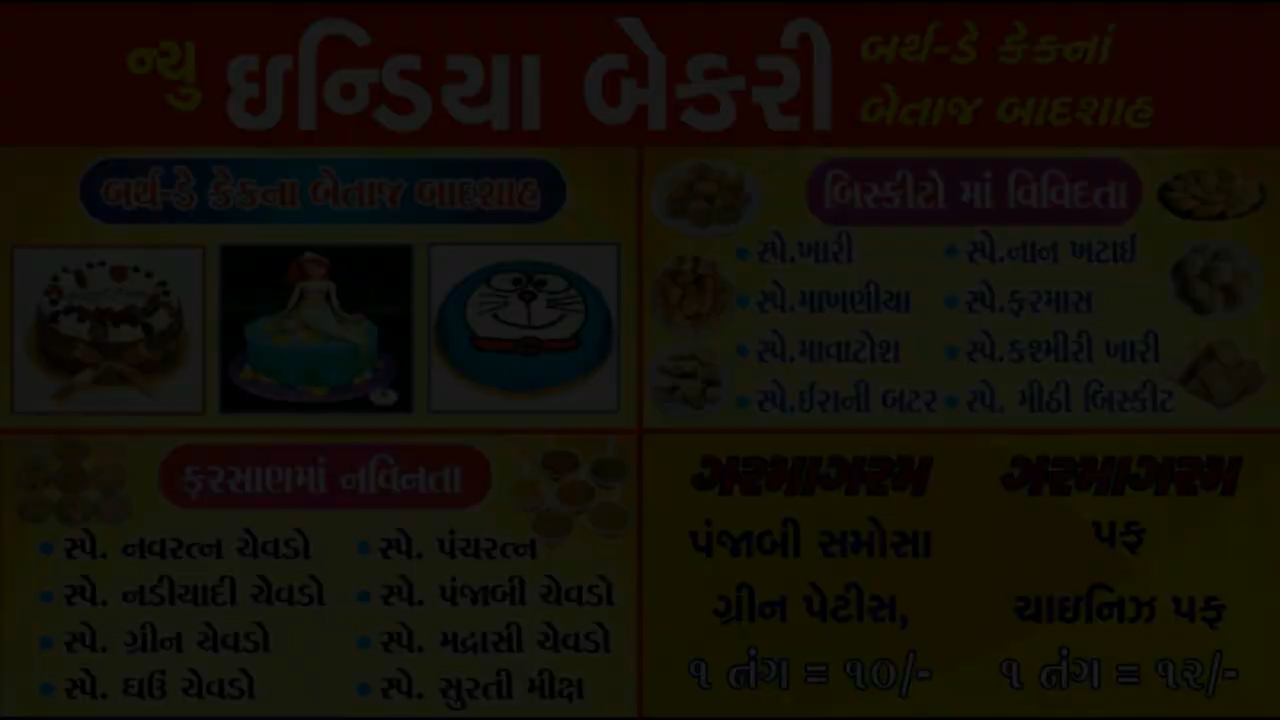 ન્યુ ઇન્ડિયા બેકરી
બર્થ-ડે કેકનાં
બેતાજ બાદશાહ
બર્થ-ડે કેકના બેતાજ બાદશાહ
બિસ્કીટો માં વિવિદતા
સ્પે.ખારી
સ્પે.નાન ખટાઈ
સ્પે.માખણીયા
સ્પે.ફરમાસ
સ્પે.માવાટોશ
સ્પે.કશ્મીરી ખારી
સ્પે.ઈરાની બટર
સ્પે. મીઠી બિસ્કીટ
ફરસાણમાં નવિનતા
સ્પે. નવરત્ન ચેવડો
સ્પે. પંચરત્ન
સ્પે. નડીયાદી ચેવડો
સ્પે. પંજાબી ચેવડો
સ્પે. ગ્રીન ચેવડો
સ્પે. મદ્રાસી ચેવડો
સ્પે. ઘઉં ચેવડો
સ્પે. સુરતી મીક્ષ
ગરમાગરમ
પંજાબી સમોસા
ગ્રીન પેટીસ,
૧ નંગ = ૧૦/-
ગરમાગરમ
પફ
ચાઇનિઝ પફ
૧ નંગ = ૧૨/-